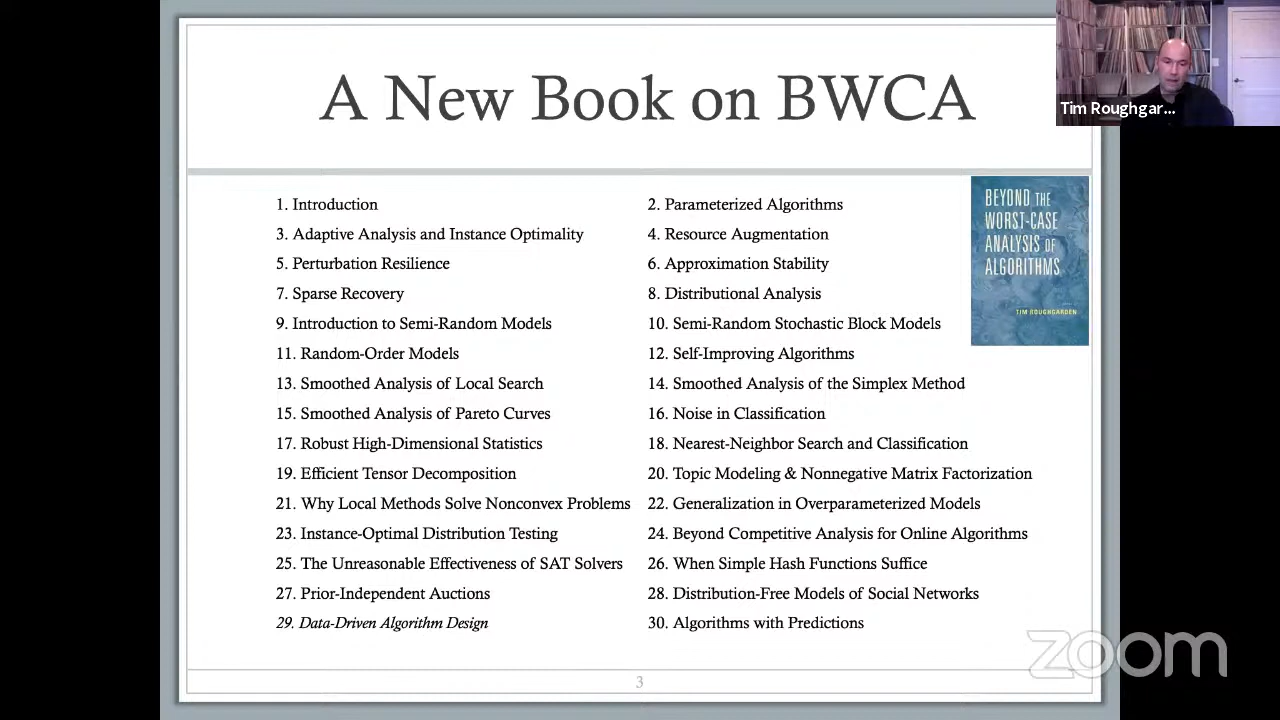 A New Book on BWCA
Tim Roughgar...
1. Introduction
2. Parameterized Algorithms
3. Adaptive Analysis and Instance Optimality
4. Resource Augmentation
5. Perturbation Resilience
6. Approximation Stability
7. Sparse Recovery
8. Distributional Analysis
9. Introduction to Semi-Random Models
10. Semi-Random Stochastic Block Models
11. Random-Order Models
12. Self-Improving Algorithms
13. Smoothed Analysis of Local Search
14. Smoothed Analysis of the Simplex Method
15. Smoothed Analysis of Pareto Curves
16. Noise in Classification
17. Robust High-Dimensional Statistics
18. Nearest-Neighbor Search and Classification
19. Efficient Tensor Decomposition
20. Topic Modeling & Nonnegative Matrix Factorization
21. Why Local Methods Solve Nonconvex Problems
22. Generalization in Overparameterized Models
23. Instance-Optimal Distribution Testing
24. Beyond Competitive Analysis for Online Algorithms
25. The Unreasonable Effectiveness of SAT Solvers
26. When Simple Hash Functions Suffice
27. Prior-Independent Auctions
28. Distribution-Free Models of Social Networks
29. Data-Driven Algorithm Design
30. Algorithms with Predictions
BEYOND THE
WORST-CASE
ANALYSIS OF
ALGORITHMS
TIM ROUGHGARDEN
zoom
3